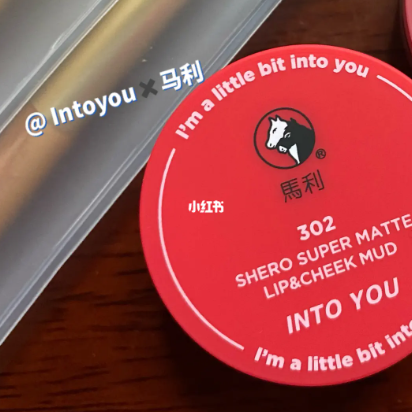 @ Intoyou✖马利
I'm a little bit into you
®
馬利
小红书
302
SHERO SUPER MATTE
LIP&CHEEK MUD
INTO YOU
I'm a little bit into